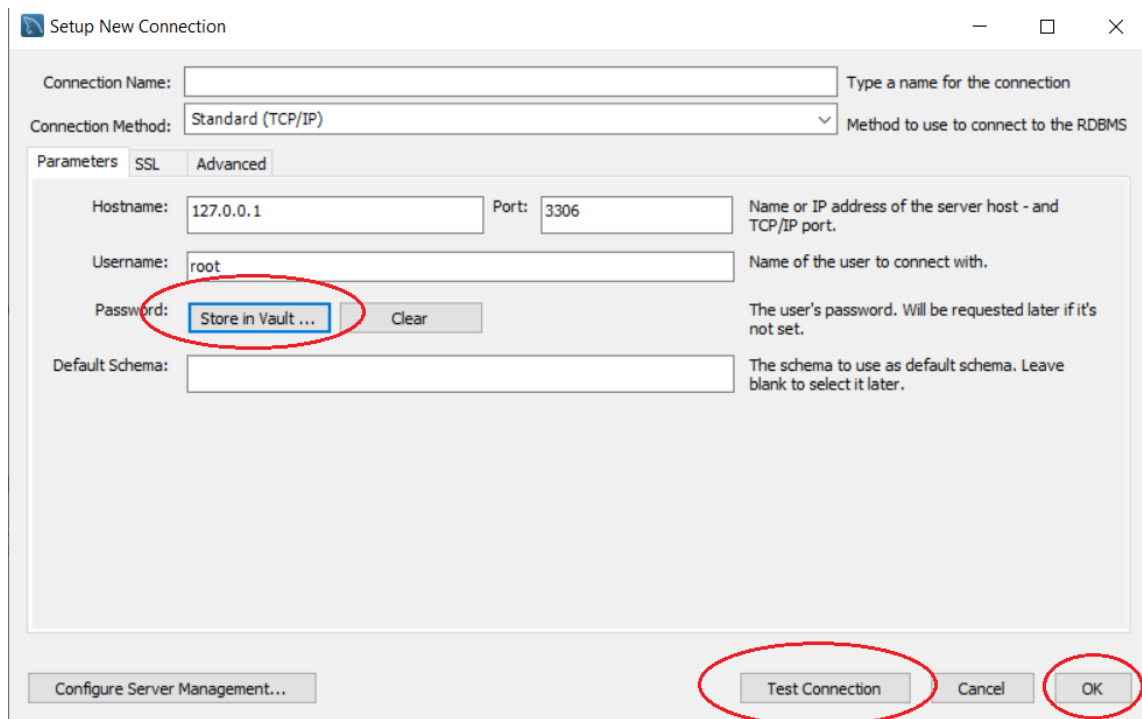 Setup New Connection
Connection Name:
Type a name for the connection
Connection Method:
Standard (TCP/IP)
Method to use to connect to the RDBMS
Parameters SSL Advanced
Hostname: 127.0.0.1 Port: 3306 Name or IP address of the server host - and
TCP/IP port.
Username: root Name of the user to connect with.
Password: Store in Vault ... Clear The user's password. Will be requested later if it's
not set.
Default Schema: The schema to use as default schema. Leave
blank to select it later.
Configure Server Management... Test Connection Cancel OK